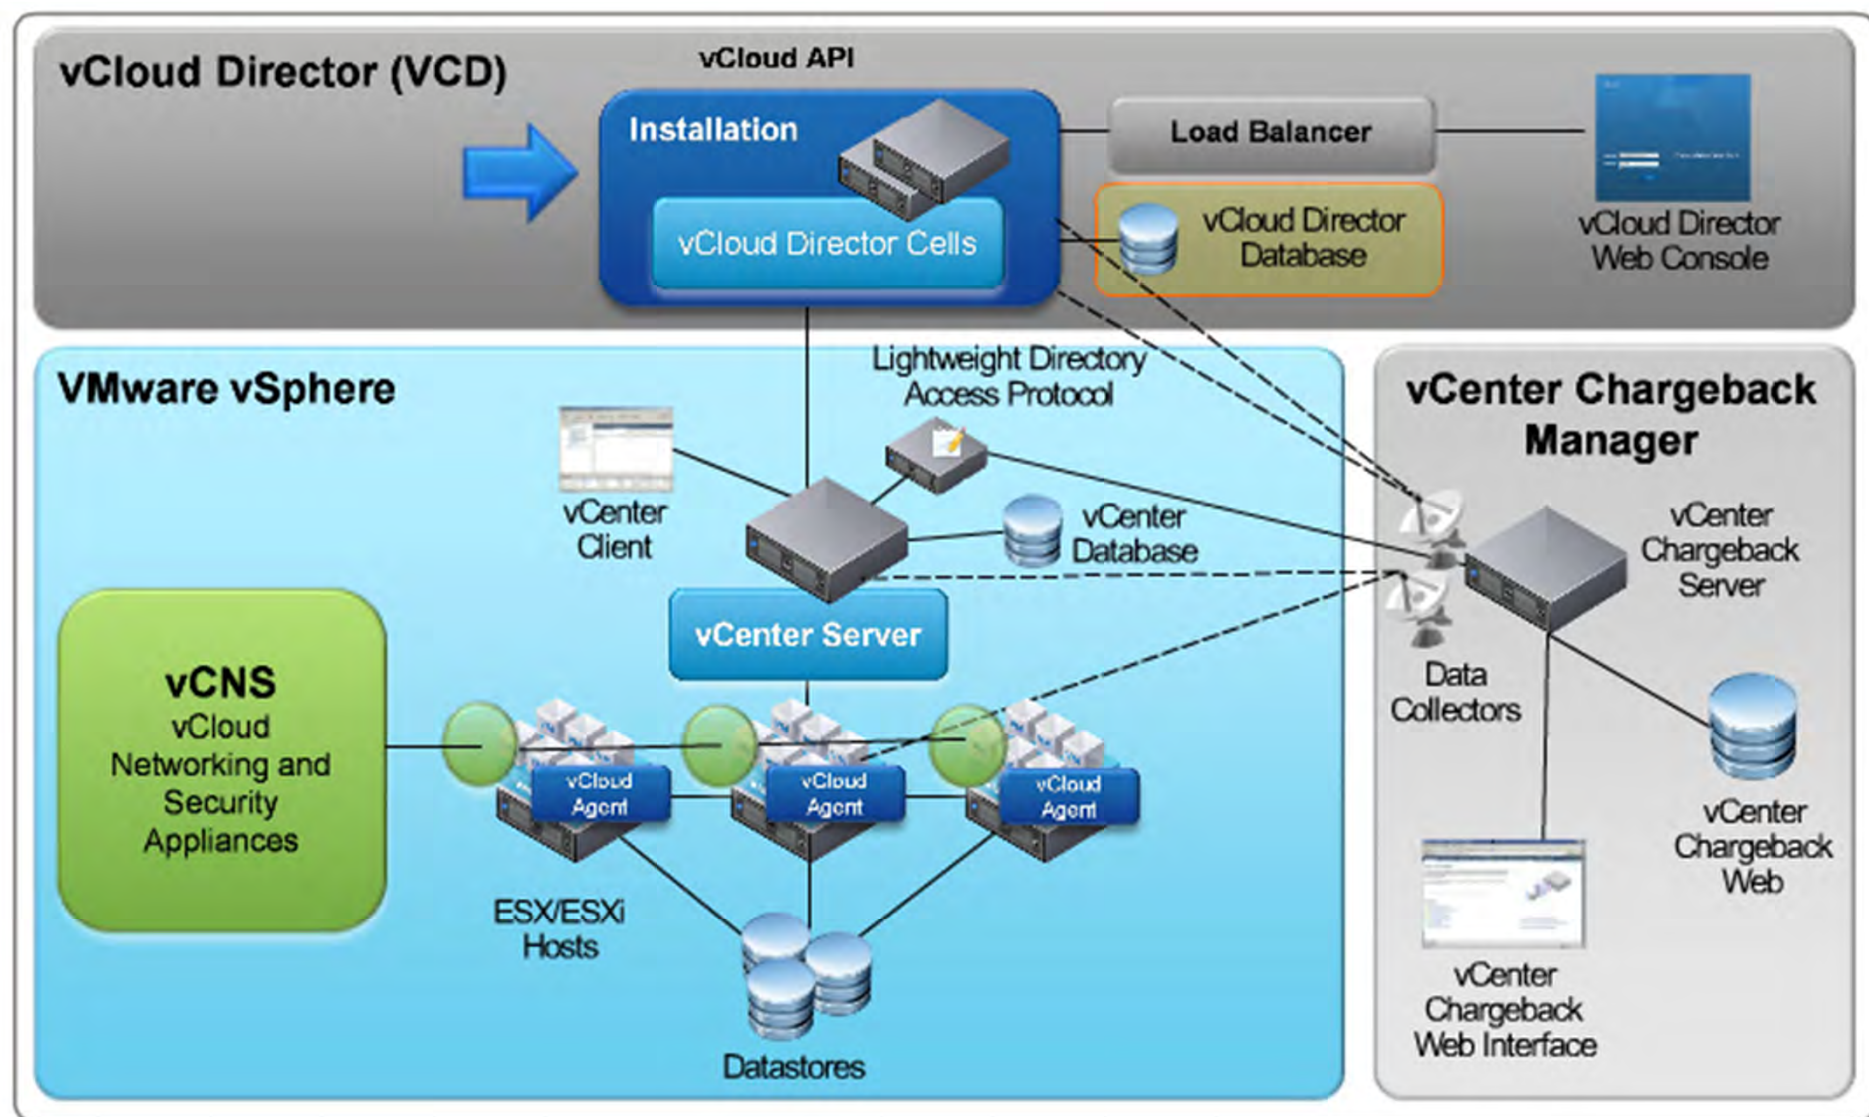 vCloud Director (VCD)
vCloud API
Installation
vCloud Director Cells
Load Balancer
vCloud Director
Database
vCloud Director
Web Console
VMware vSphere
Lightweight Directory
Access Protocol
vCenter
Client
vCenter
Database
vCenter Server
vCNS
vCloud
Networking and
Security
Appliances
vCloud
Agent
vCloud
Agent
vCloud
Agent
ESX/ESXi
Hosts
Datastores
vCenter Chargeback
Manager
vCenter
Chargeback
Server
Data
Collectors
vCenter
Chargeback
Web
vCenter
Chargeback
Web Interface